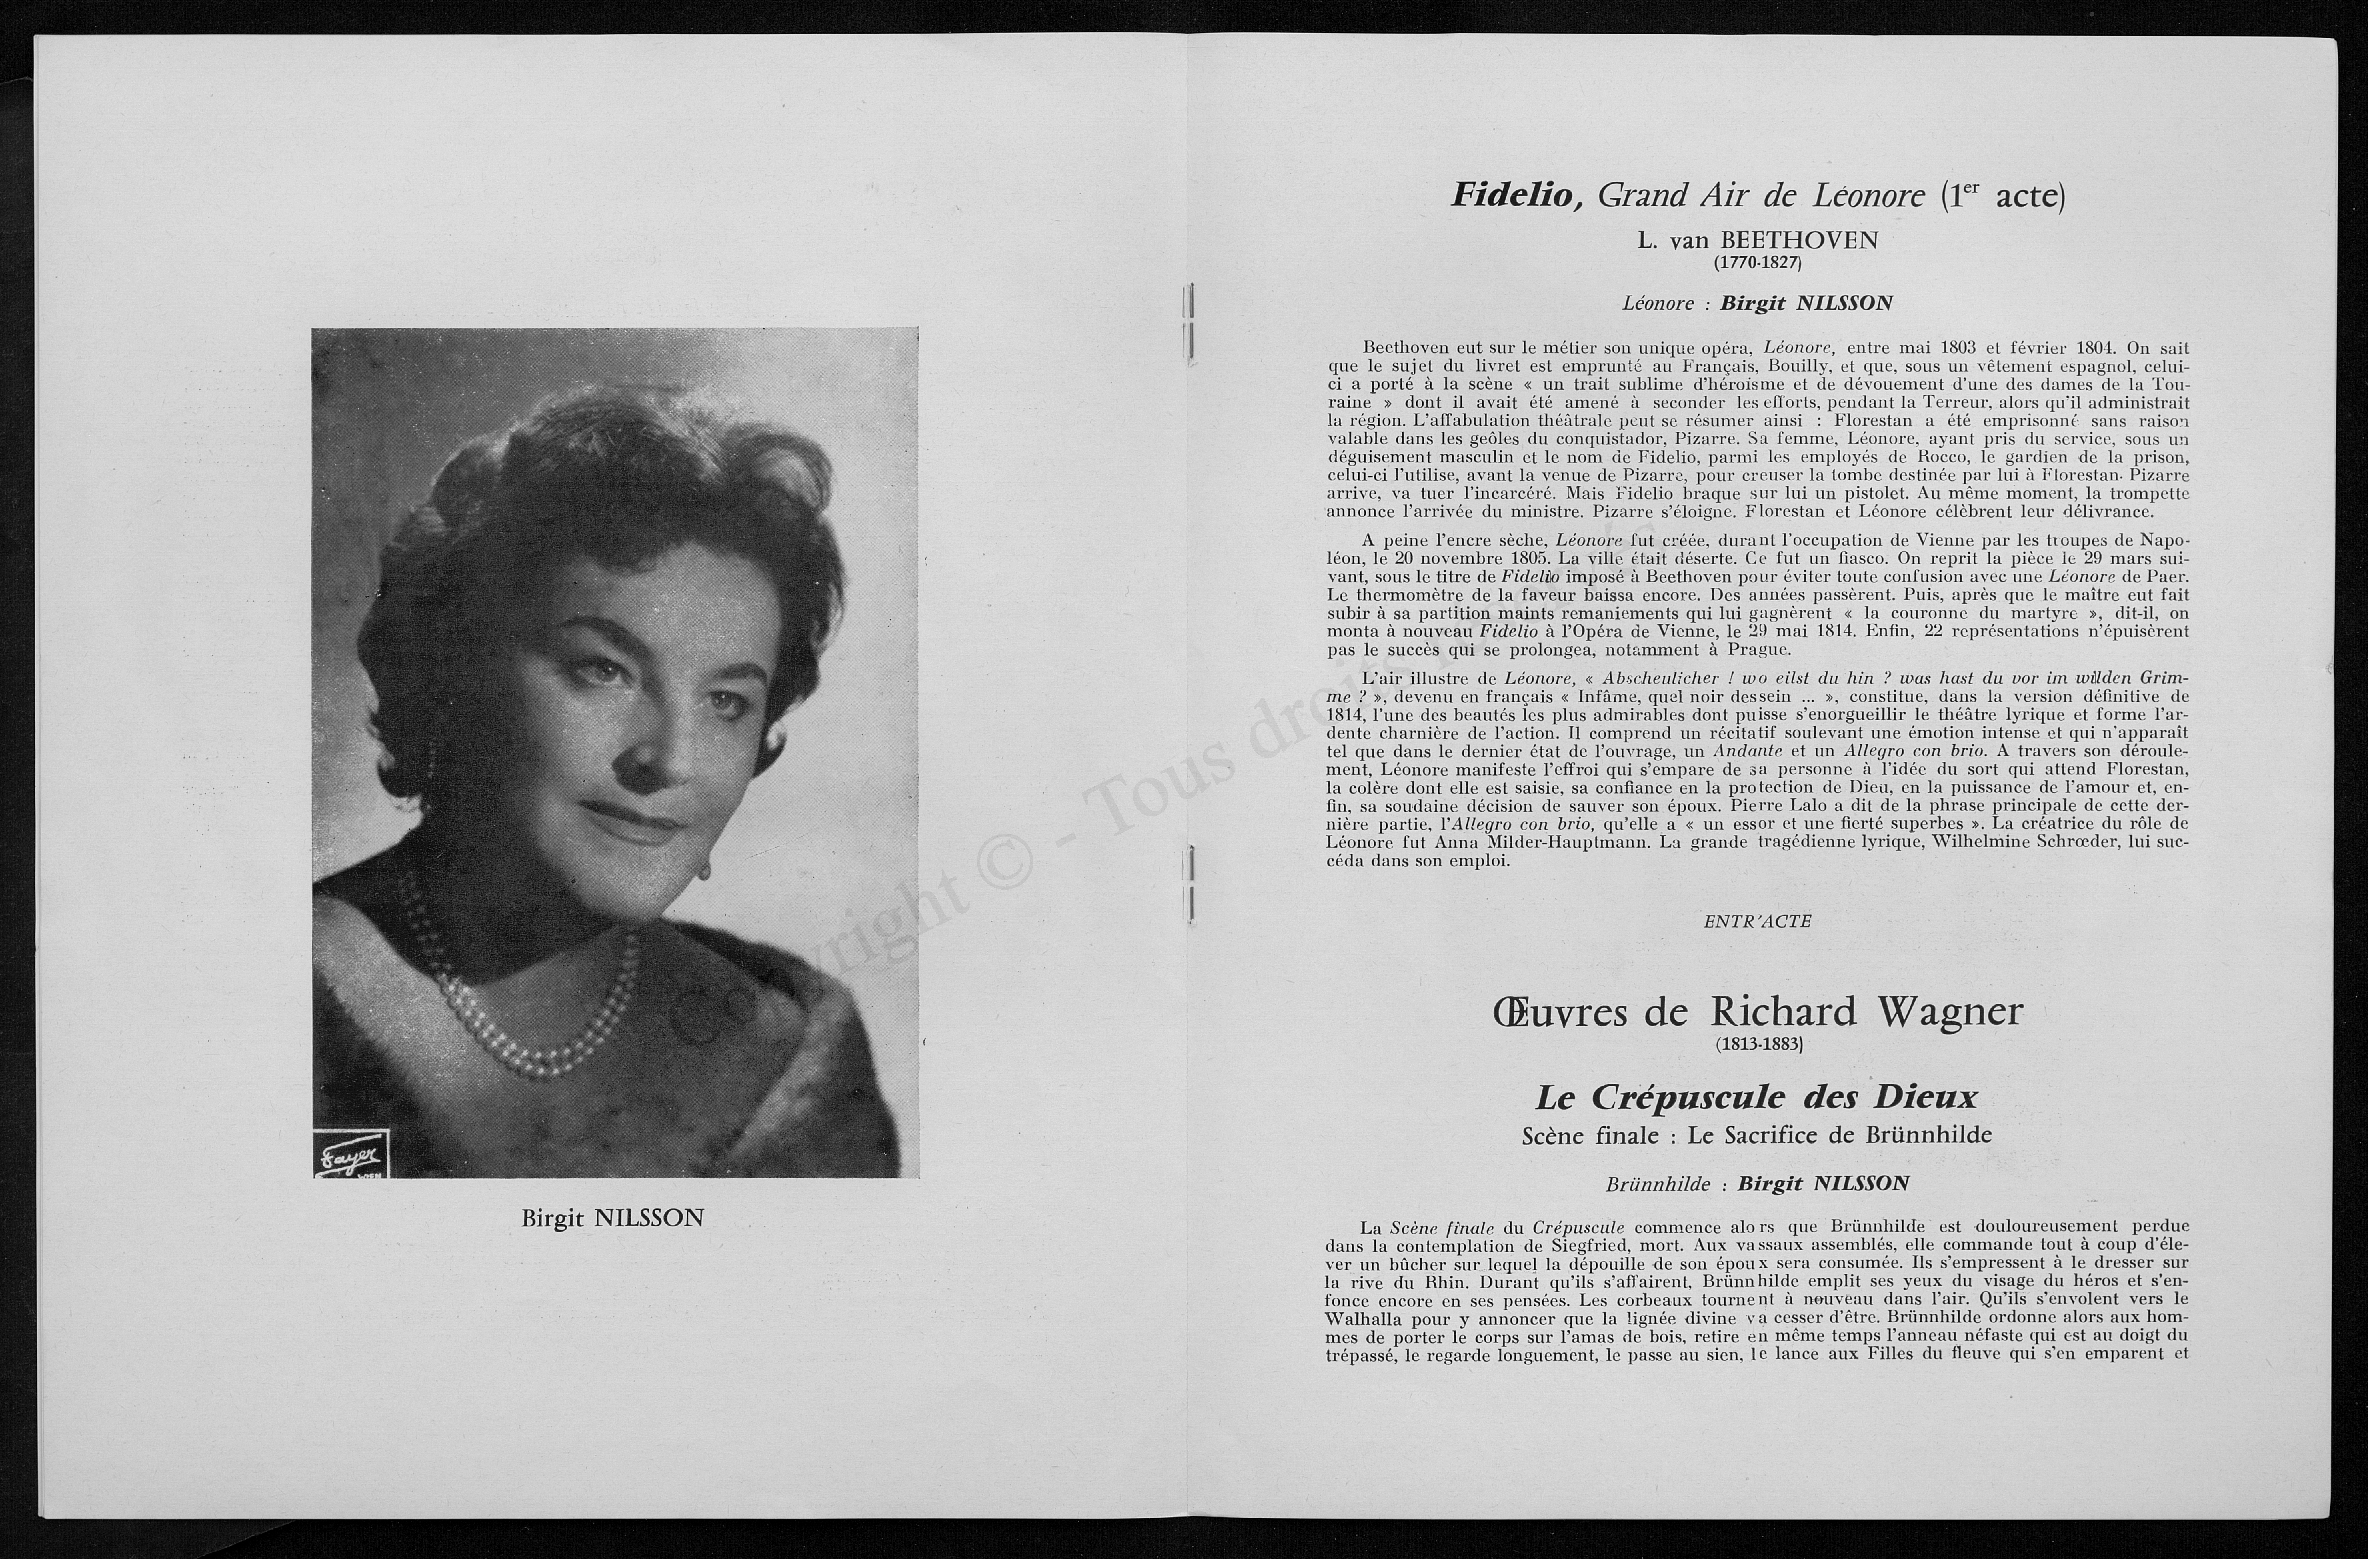 Fayer
WIEN
Birgit NILSSON
Copyright © - Tous droits réservés
Fidelio, Grand Air de Léonore (1er acte)
L. van BEETHOVEN
(1770-1827)
Léonore : Birgit NILSSON
Beethoven eut sur le métier son unique opéra, Léonore, entre mai 1803 et février 1804. On sait
que le sujet du livret est emprunté au Français, Bouilly, et que, sous un vêtement espagnol, celui-
ci a porté à la scène « un trait sublime d'héroïsme et de dévouement d'une des dames de la Tou-
raine » dont il avait été amené à seconder les efforts, pendant la Terreur, alors qu'il administrait
la région. L'affabulation théâtrale peut se résumer ainsi : Florestan a été emprisonné sans raison
valable dans les geôles du conquistador, Pizarre. Sa femme, Léonore, ayant pris du service, sous un
déguisement masculin et le nom de Fidelio, parmi les employés de Rocco, le gardien de la prison,
celui-ci l'utilise, avant la venue de Pizarre, pour creuser la tombe destinée par lui à Florestan. Pizarre
arrive, va tuer l'incarcéré. Mais Fidelio braque sur lui un pistolet. Au même moment, la trompette
annonce l'arrivée du ministre. Pizarre s'éloigne. Florestan et Léonore célèbrent leur délivrance.
A peine l'encre sèche, Léonore fut créée, durant l'occupation de Vienne par les troupes de Napo-
léon, le 20 novembre 1805. La ville était déserte. Ce fut un fiasco. On reprit la pièce le 29 mars sui-
vant, sous le titre de Fidelio imposé à Beethoven pour éviter toute confusion avec une Léonore de Paer.
Le thermomètre de la faveur baissa encore. Des années passèrent. Puis, après que le maître eut fait
subir à sa partition maints remaniements qui lui gagnèrent « la couronne du martyre », dit-il, on
monta à nouveau Fidelio à l'Opéra de Vienne, le 29 mai 1814. Enfin, 22 représentations n'épuisèrent
pas le succès qui se prolongea, notamment à Prague.
L'air illustre de Léonore, « Abscheulicher ! wo eilst du hin ? was hast du vor im wilden Grim-
me ? », devenu en français « Infâme, quel noir dessein ... », constitue, dans la version définitive de
1814, l'une des beautés les plus admirables dont puisse s'enorgueillir le théâtre lyrique et forme l'ar-
dente charnière de l'action. Il comprend un récitatif soulevant une émotion intense et qui n'apparaît
tel que dans le dernier état de l'ouvrage, un Andante et un Allegro con brio. A travers son déroule-
ment, Léonore manifeste l'effroi qui s'empare de sa personne à l'idée du sort qui attend Florestan,
la colère dont elle est saisie, sa confiance en la protection de Dieu, en la puissance de l'amour et, en-
fin, sa soudaine décision de sauver son époux. Pierre Lalo a dit de la phrase principale de cette der-
nière partie, l'Allegro con brio, qu'elle a « un essor et une fierté superbes ». La créatrice du rôle de
Léonore fut Anna Milder-Hauptmann. La grande tragédienne lyrique, Wilhelmine Schrœder, lui suc-
céda dans son emploi.
ENTR'ACTE
Œuvres de Richard Wagner
(1813-1883)
Le Crépuscule des Dieux
Scène finale : Le Sacrifice de Brünnhilde
Brünnhilde : Birgit NILSSON
La Scène finale du Crépuscule commence alors que Brünnhilde est douloureusement perdue
dans la contemplation de Siegfried, mort. Aux vassaux assemblés, elle commande tout à coup d'éle-
ver un bûcher sur lequel la dépouille de son époux sera consumée. Ils s'empressent à le dresser sur
la rive du Rhin. Durant qu'ils s'affairent, Brünnhilde emplit ses yeux du visage du héros et s'en-
fonce encore en ses pensées. Les corbeaux tournent à nouveau dans l'air. Qu'ils s'envolent vers le
Walhalla pour y annoncer que la lignée divine va cesser d'être. Brünnhilde ordonne alors aux hom-
mes de porter le corps sur l'amas de bois, retire en même temps l'anneau néfaste qui est au doigt du
trépassé, le regarde longuement, le passe au sien, le lance aux Filles du fleuve qui s'en emparent et